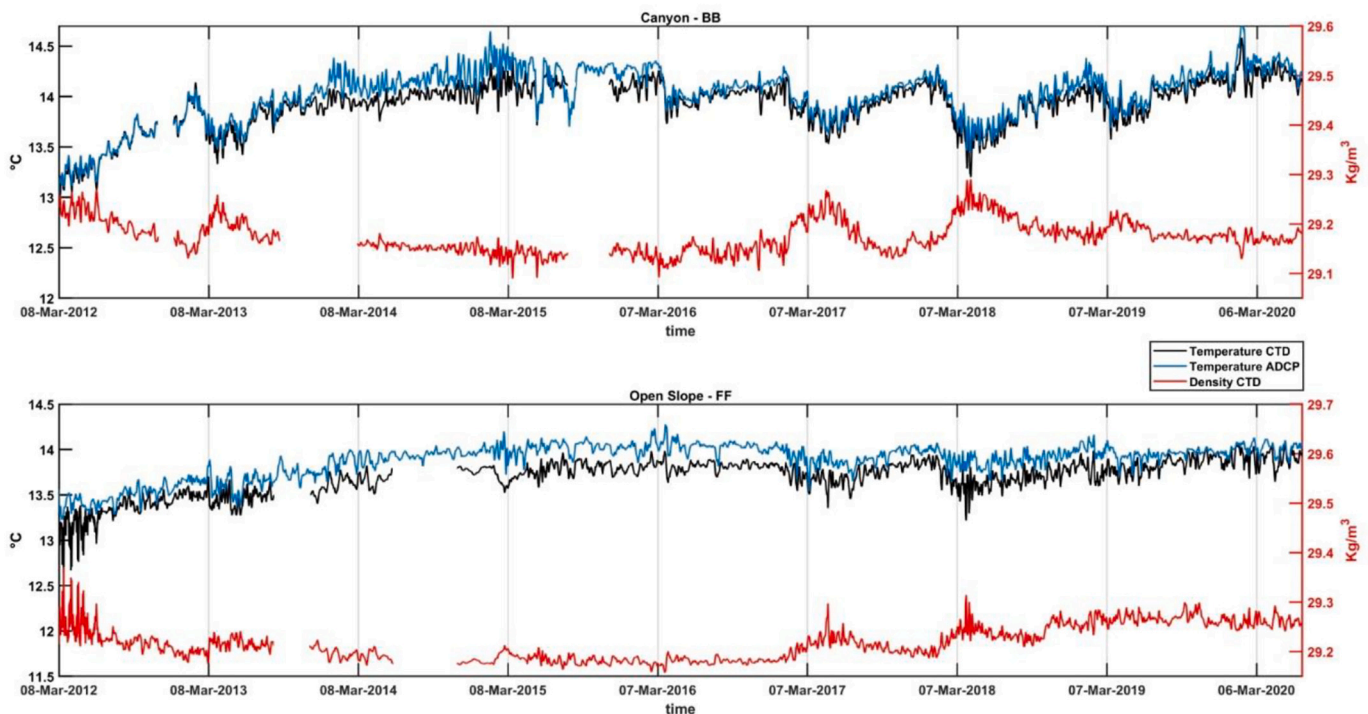 Canyon - BB
14.5
14
13.5
13
12.5
12
°C
29.6
29.5
29.4
29.3
29.2
29.1
Kg/m³
08-Mar-2012 08-Mar-2013 08-Mar-2014 08-Mar-2015 07-Mar-2016 07-Mar-2017 07-Mar-2018 07-Mar-2019 06-Mar-2020
time
Temperature CTD
Temperature ADCP
Density CTD
Open Slope - FF
14.5
14
13.5
13
12.5
12
11.5
°C
29.7
29.6
29.5
29.4
29.3
29.2
Kg/m³
08-Mar-2012 08-Mar-2013 08-Mar-2014 08-Mar-2015 07-Mar-2016 07-Mar-2017 07-Mar-2018 07-Mar-2019 06-Mar-2020
time